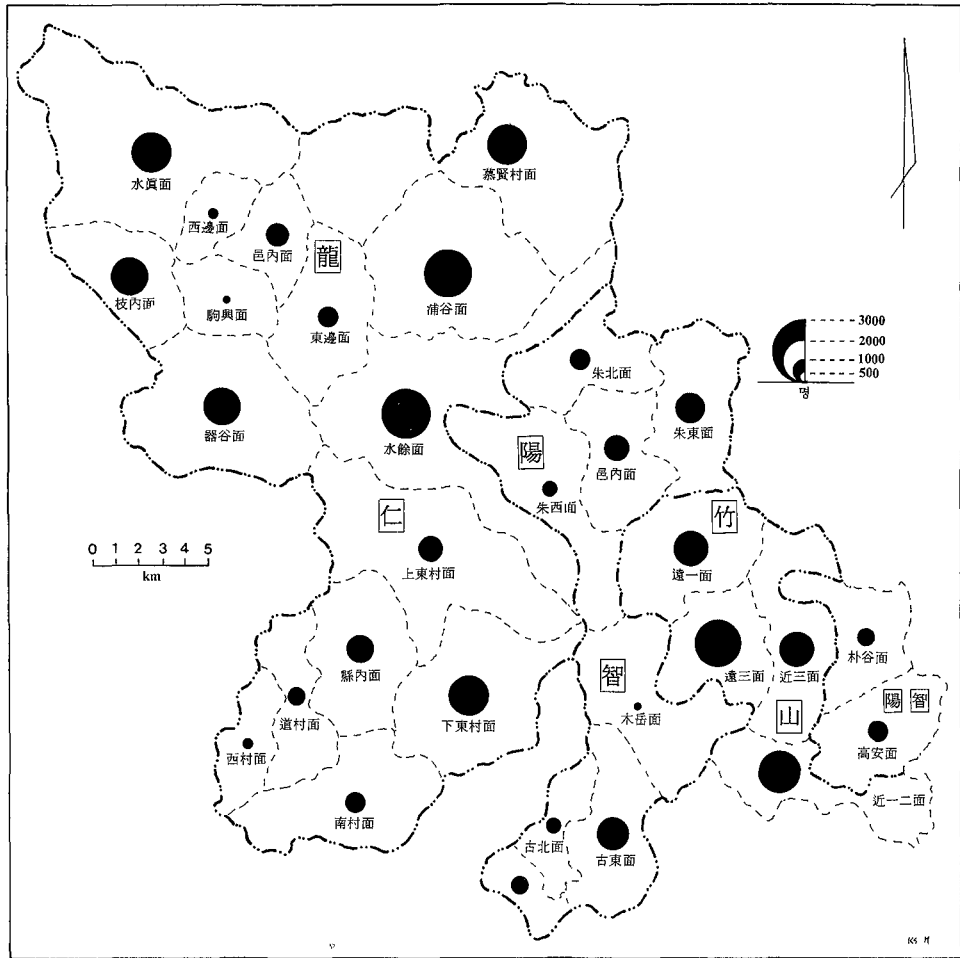 慕賢村面
水眞面
西邊面
邑內面
龍
枝內面
駒興面
東邊面
浦谷面
3000
2000
1000
500
명
朱北面
器谷面
水餘面
朱東面
陽
邑內面
朱西面
仁
竹
0 1 2 3 4 5
km
上東村面
遠一面
縣內面
遠三面
近三面
朴谷面
智
陽 智
道村面
下東村面
木岳面
山
西村面
高安面
近一二面
南村面
古北面
古東面